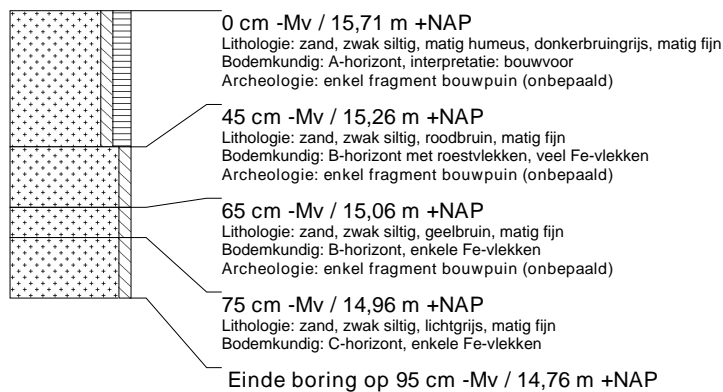 0 cm -Mv / 15,71 m +NAP
Lithologie: zand, zwak siltig, matig humeus, donkerbruingrijs, matig fijn
Bodemkundig: A-horizont, interpretatie: bouwvoor
Archeologie: enkel fragment bouwpuin (onbepaald)
45 cm -Mv / 15,26 m +NAP
Lithologie: zand, zwak siltig, roodbruin, matig fijn
Bodemkundig: B-horizont met roestvlekken, veel Fe-vlekken
Archeologie: enkel fragment bouwpuin (onbepaald)
65 cm -Mv / 15,06 m +NAP
Lithologie: zand, zwak siltig, geelbruin, matig fijn
Bodemkundig: B-horizont, enkele Fe-vlekken
Archeologie: enkel fragment bouwpuin (onbepaald)
75 cm -Mv / 14,96 m +NAP
Lithologie: zand, zwak siltig, lichtgrijs, matig fijn
Bodemkundig: C-horizont, enkele Fe-vlekken
Einde boring op 95 cm -Mv / 14,76 m +NAP